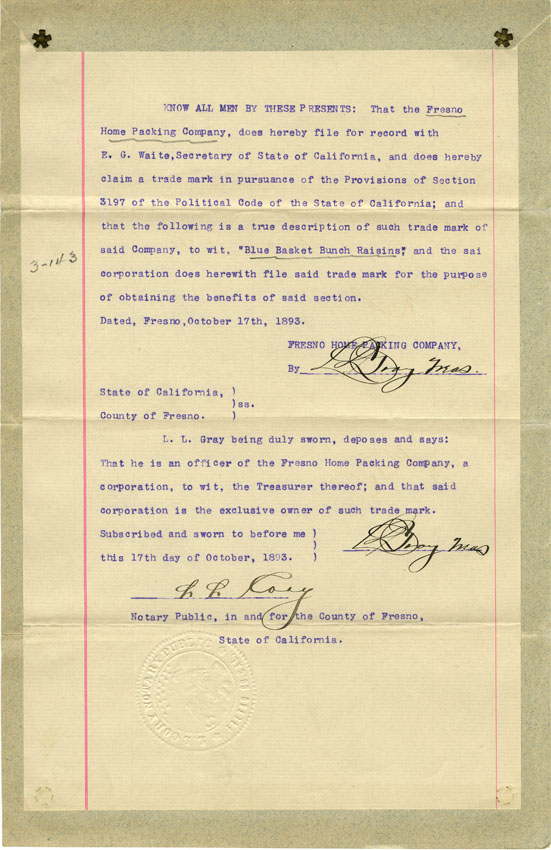 KNOW ALL MEN BY THESE PRESENTS: That the Fresno
Home Packing Company, does hereby file for record with
E. G. Waite,Secretary of State of California, and does hereby
claim a trade mark in pursuance of the Provisions of Section
3197 of the Political Code of the State of California; and
that the following is a true description of such trade mark of
said Company, to wit, "Blue Basket Bunch Raisins", and the sai
3-143
corporation does herewith file said trade mark for the purpose
of obtaining the benefits of said section.
Dated, Fresno,October 17th, 1893.
FRESNO HOME PACKING COMPANY,
By L L Gray Treas.
State of California, )
)ss.
County of Fresno. )
L. L. Gray being duly sworn, deposes and says:
That he is an officer of the Fresno Home Packing Company, a
corporation, to wit, the Treasurer thereof; and that said
corporation is the exclusive owner of such trade mark.
Subscribed and sworn to before me )
) L L Gray Treas
this 17th day of October, 1893. )
L L Cory
Notary Public, in and for the County of Fresno,
State of California.
L.L. CORY NOTARY PUBLIC